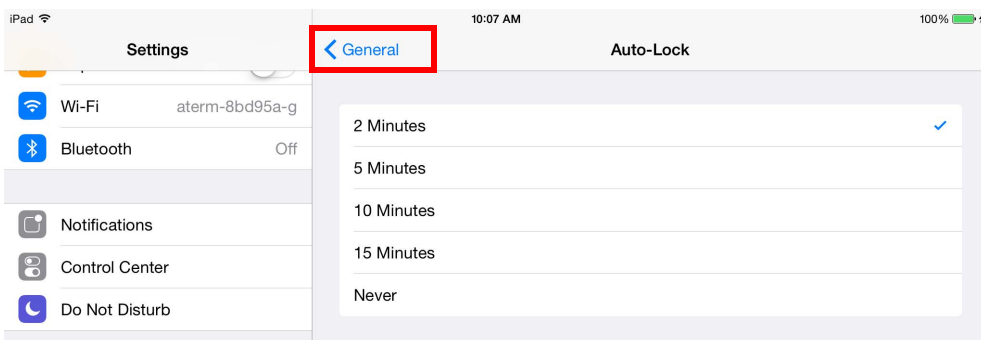 iPad 10:07 AM 100%
Settings
General Auto-Lock
Wi-Fi aterm-8bd95a-g
Bluetooth Off
Notifications
Control Center
Do Not Disturb
2 Minutes
5 Minutes
10 Minutes
15 Minutes
Never